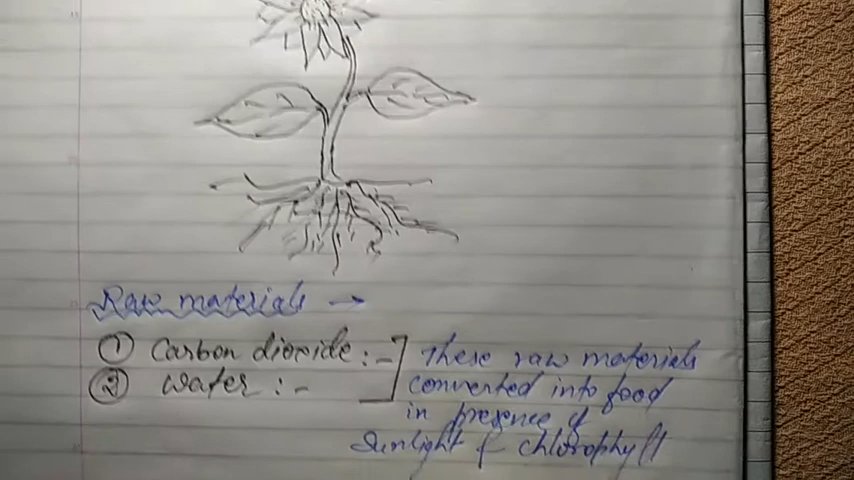 Raw materials →
① Carbon dioxide :- These raw materials
② water :- converted into food
in presence of
Sunlight & chlorophyll